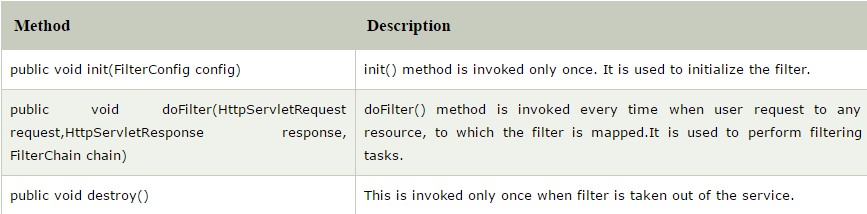 Method Description
public void init(FilterConfig config) init() method is invoked only once. It is used to initialize the filter.
public void doFilter(HttpServletRequest
request,HttpServletResponse response,
FilterChain chain)
doFilter() method is invoked every time when user request to any
resource, to which the filter is mapped.It is used to perform filtering
tasks.
public void destroy() This is invoked only once when filter is taken out of the service.